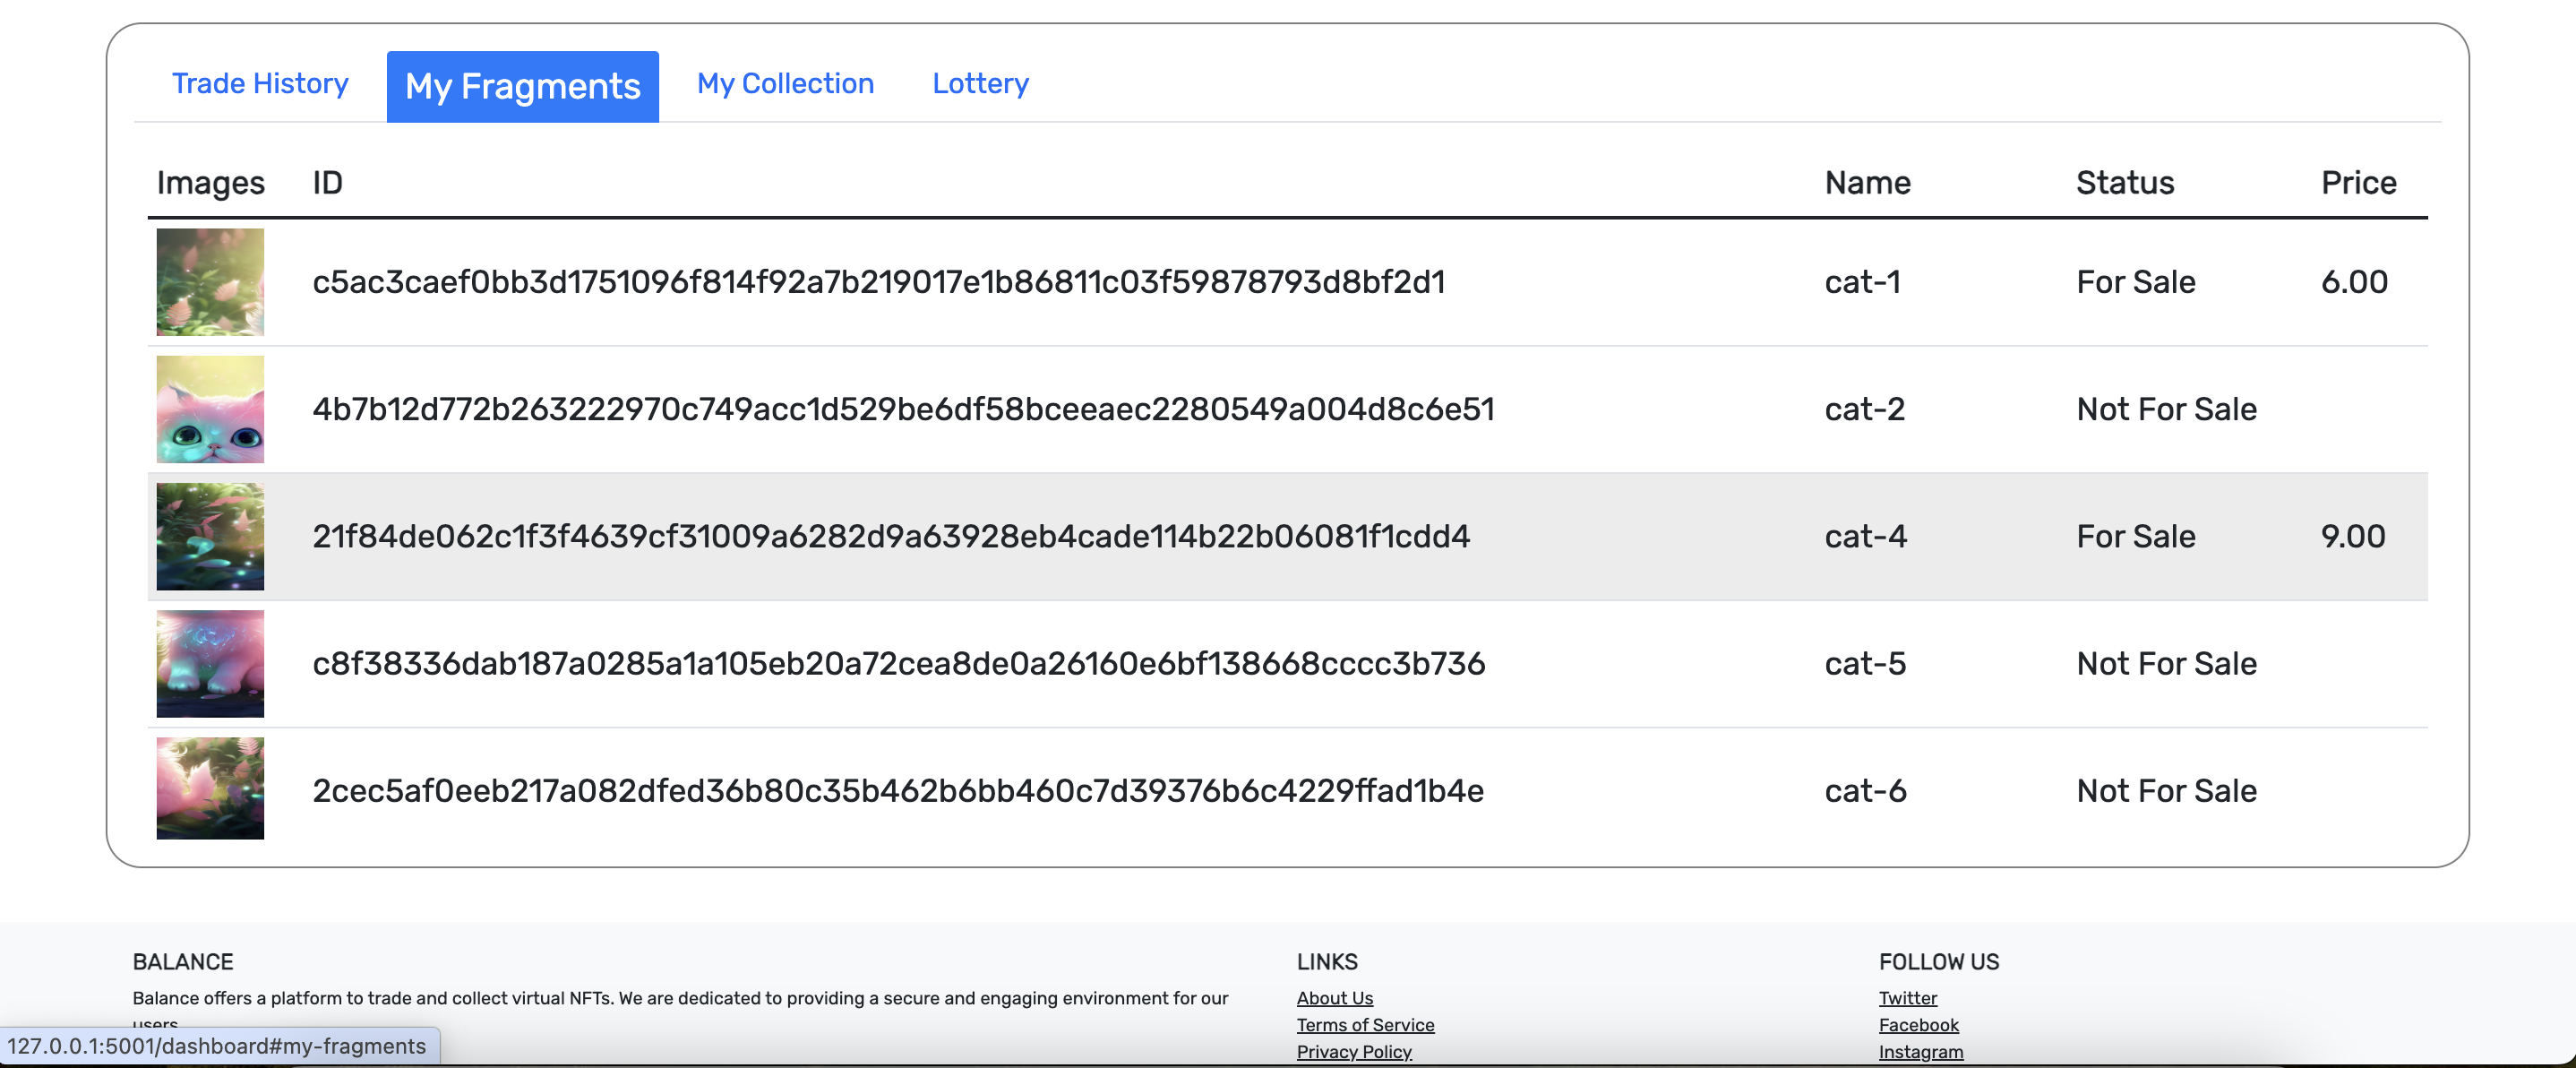 Trade History My Fragments My Collection Lottery
Images ID Name Status Price
c5ac3caef0bb3d1751096f814f92a7b219017e1b86811c03f59878793d8bf2d1 cat-1 For Sale 6.00
4b7b12d772b263222970c749acc1d529be6df58bceeaec2280549a004d8c6e51 cat-2 Not For Sale
21f84de062c1f3f4639cf31009a6282d9a63928eb4cade114b22b06081f1cdd4 cat-4 For Sale 9.00
c8f38336dab187a0285a1a105eb20a72cea8de0a26160e6bf138668cccc3b736 cat-5 Not For Sale
2cec5af0eeb217a082dfed36b80c35b462b6bb460c7d39376b6c4229ffad1b4e cat-6 Not For Sale
BALANCE
Balance offers a platform to trade and collect virtual NFTs. We are dedicated to providing a secure and engaging environment for our
users
LINKS
About Us
Terms of Service
Privacy Policy
FOLLOW US
Twitter
Facebook
Instagram
127.0.0.1:5001/dashboard#my-fragments